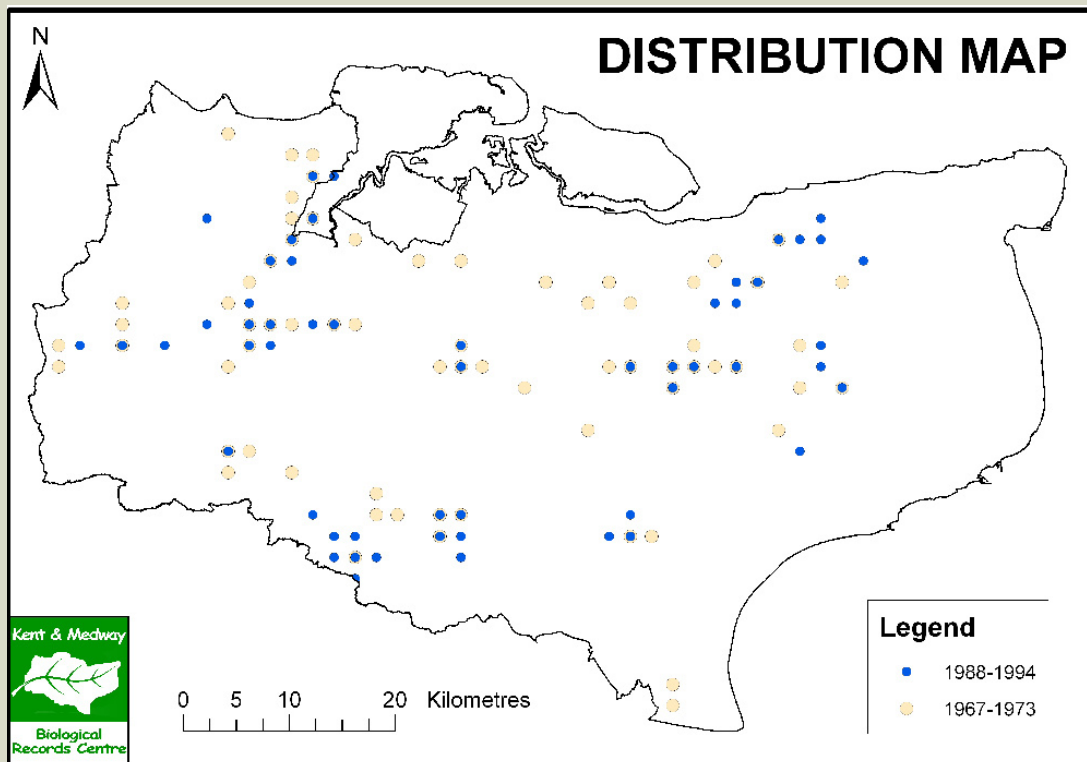 N
DISTRIBUTION MAP
Kent & Medway
Biological
Records Centre
0 5 10 20 Kilometres
Legend
1988-1994
1967-1973